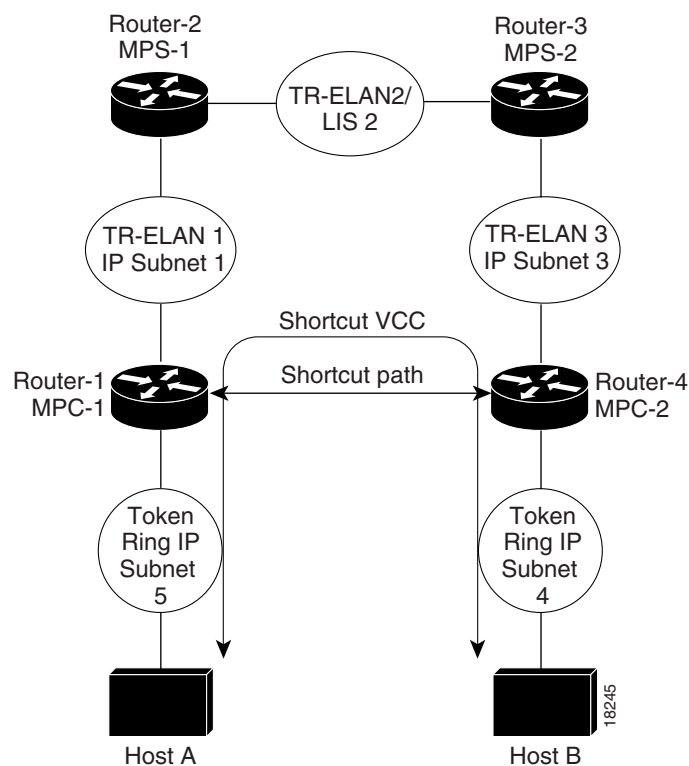 Router-2
MPS-1
Router-3
MPS-2
TR-ELAN2/
LIS 2
TR-ELAN 1
IP Subnet 1
TR-ELAN 3
IP Subnet 3
Shortcut VCC
Shortcut path
Router-1
MPC-1
Router-4
MPC-2
Token
Ring IP
Subnet
5
Token
Ring IP
Subnet
4
Host A
Host B
18245